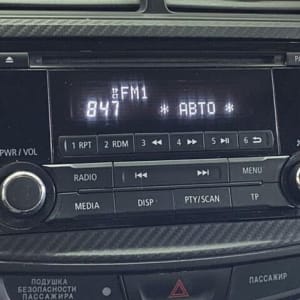 FM1
847 * АВТО *
1 RPT 2 RDM 3 ◀◀ 4 ▶▶ 5 ▶II 6 ⮌
PWR / VOL
RADIO I◀◀ ▶▶I MENU
MEDIA DISP PTY/SCAN TP
ПОДУШКА
БЕЗОПАСНОСТИ
ПАССАЖИРА
ПАССАЖИР